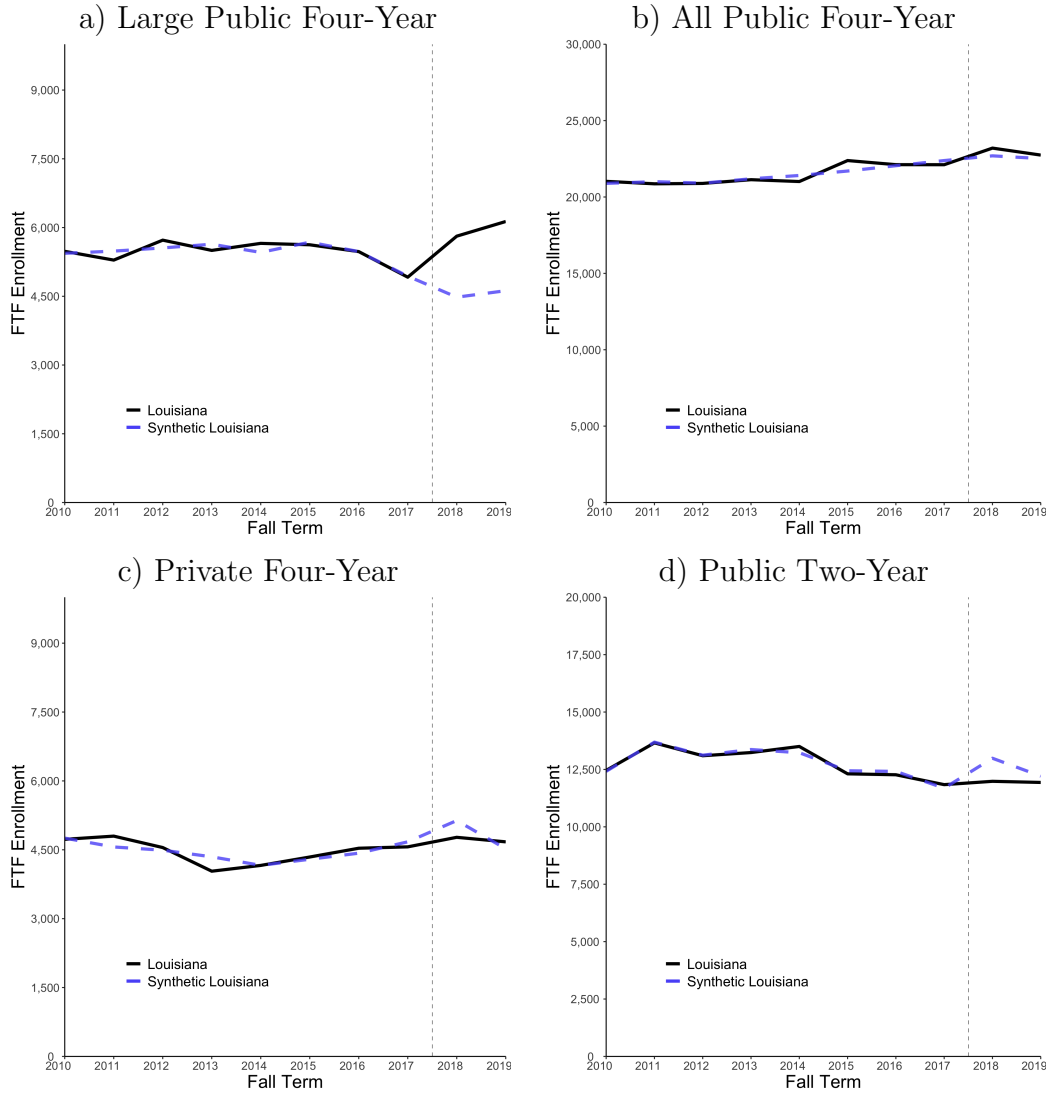 a) Large Public Four-Year
FTF Enrollment
9,000
7,500
6,000
4,500
3,000
1,500
0
Louisiana
Synthetic Louisiana
2010 2011 2012 2013 2014 2015 2016 2017 2018 2019
Fall Term
b) All Public Four-Year
FTF Enrollment
30,000
25,000
20,000
15,000
10,000
5,000
0
Louisiana
Synthetic Louisiana
2010 2011 2012 2013 2014 2015 2016 2017 2018 2019
Fall Term
c) Private Four-Year
FTF Enrollment
9,000
7,500
6,000
4,500
3,000
1,500
0
Louisiana
Synthetic Louisiana
2010 2011 2012 2013 2014 2015 2016 2017 2018 2019
Fall Term
d) Public Two-Year
FTF Enrollment
20,000
17,500
15,000
12,500
10,000
7,500
5,000
2,500
0
Louisiana
Synthetic Louisiana
2010 2011 2012 2013 2014 2015 2016 2017 2018 2019
Fall Term